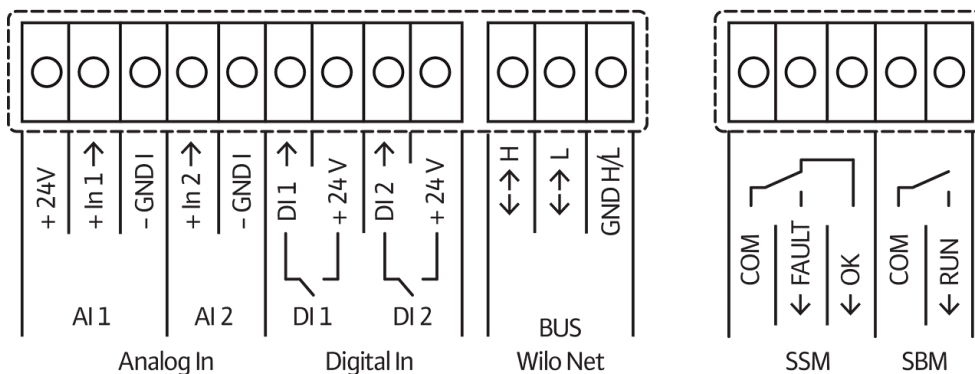 + 24V
+ In 1 →
- GND I
+ In 2 →
- GND I
DI 1 →
+ 24 V
DI 2 →
+ 24 V
↔ H
↔ L
GND H/L
COM
← FAULT
← OK
COM
← RUN
AI 1 AI 2 DI 1 DI 2 BUS
Analog In Digital In Wilo Net SSM SBM